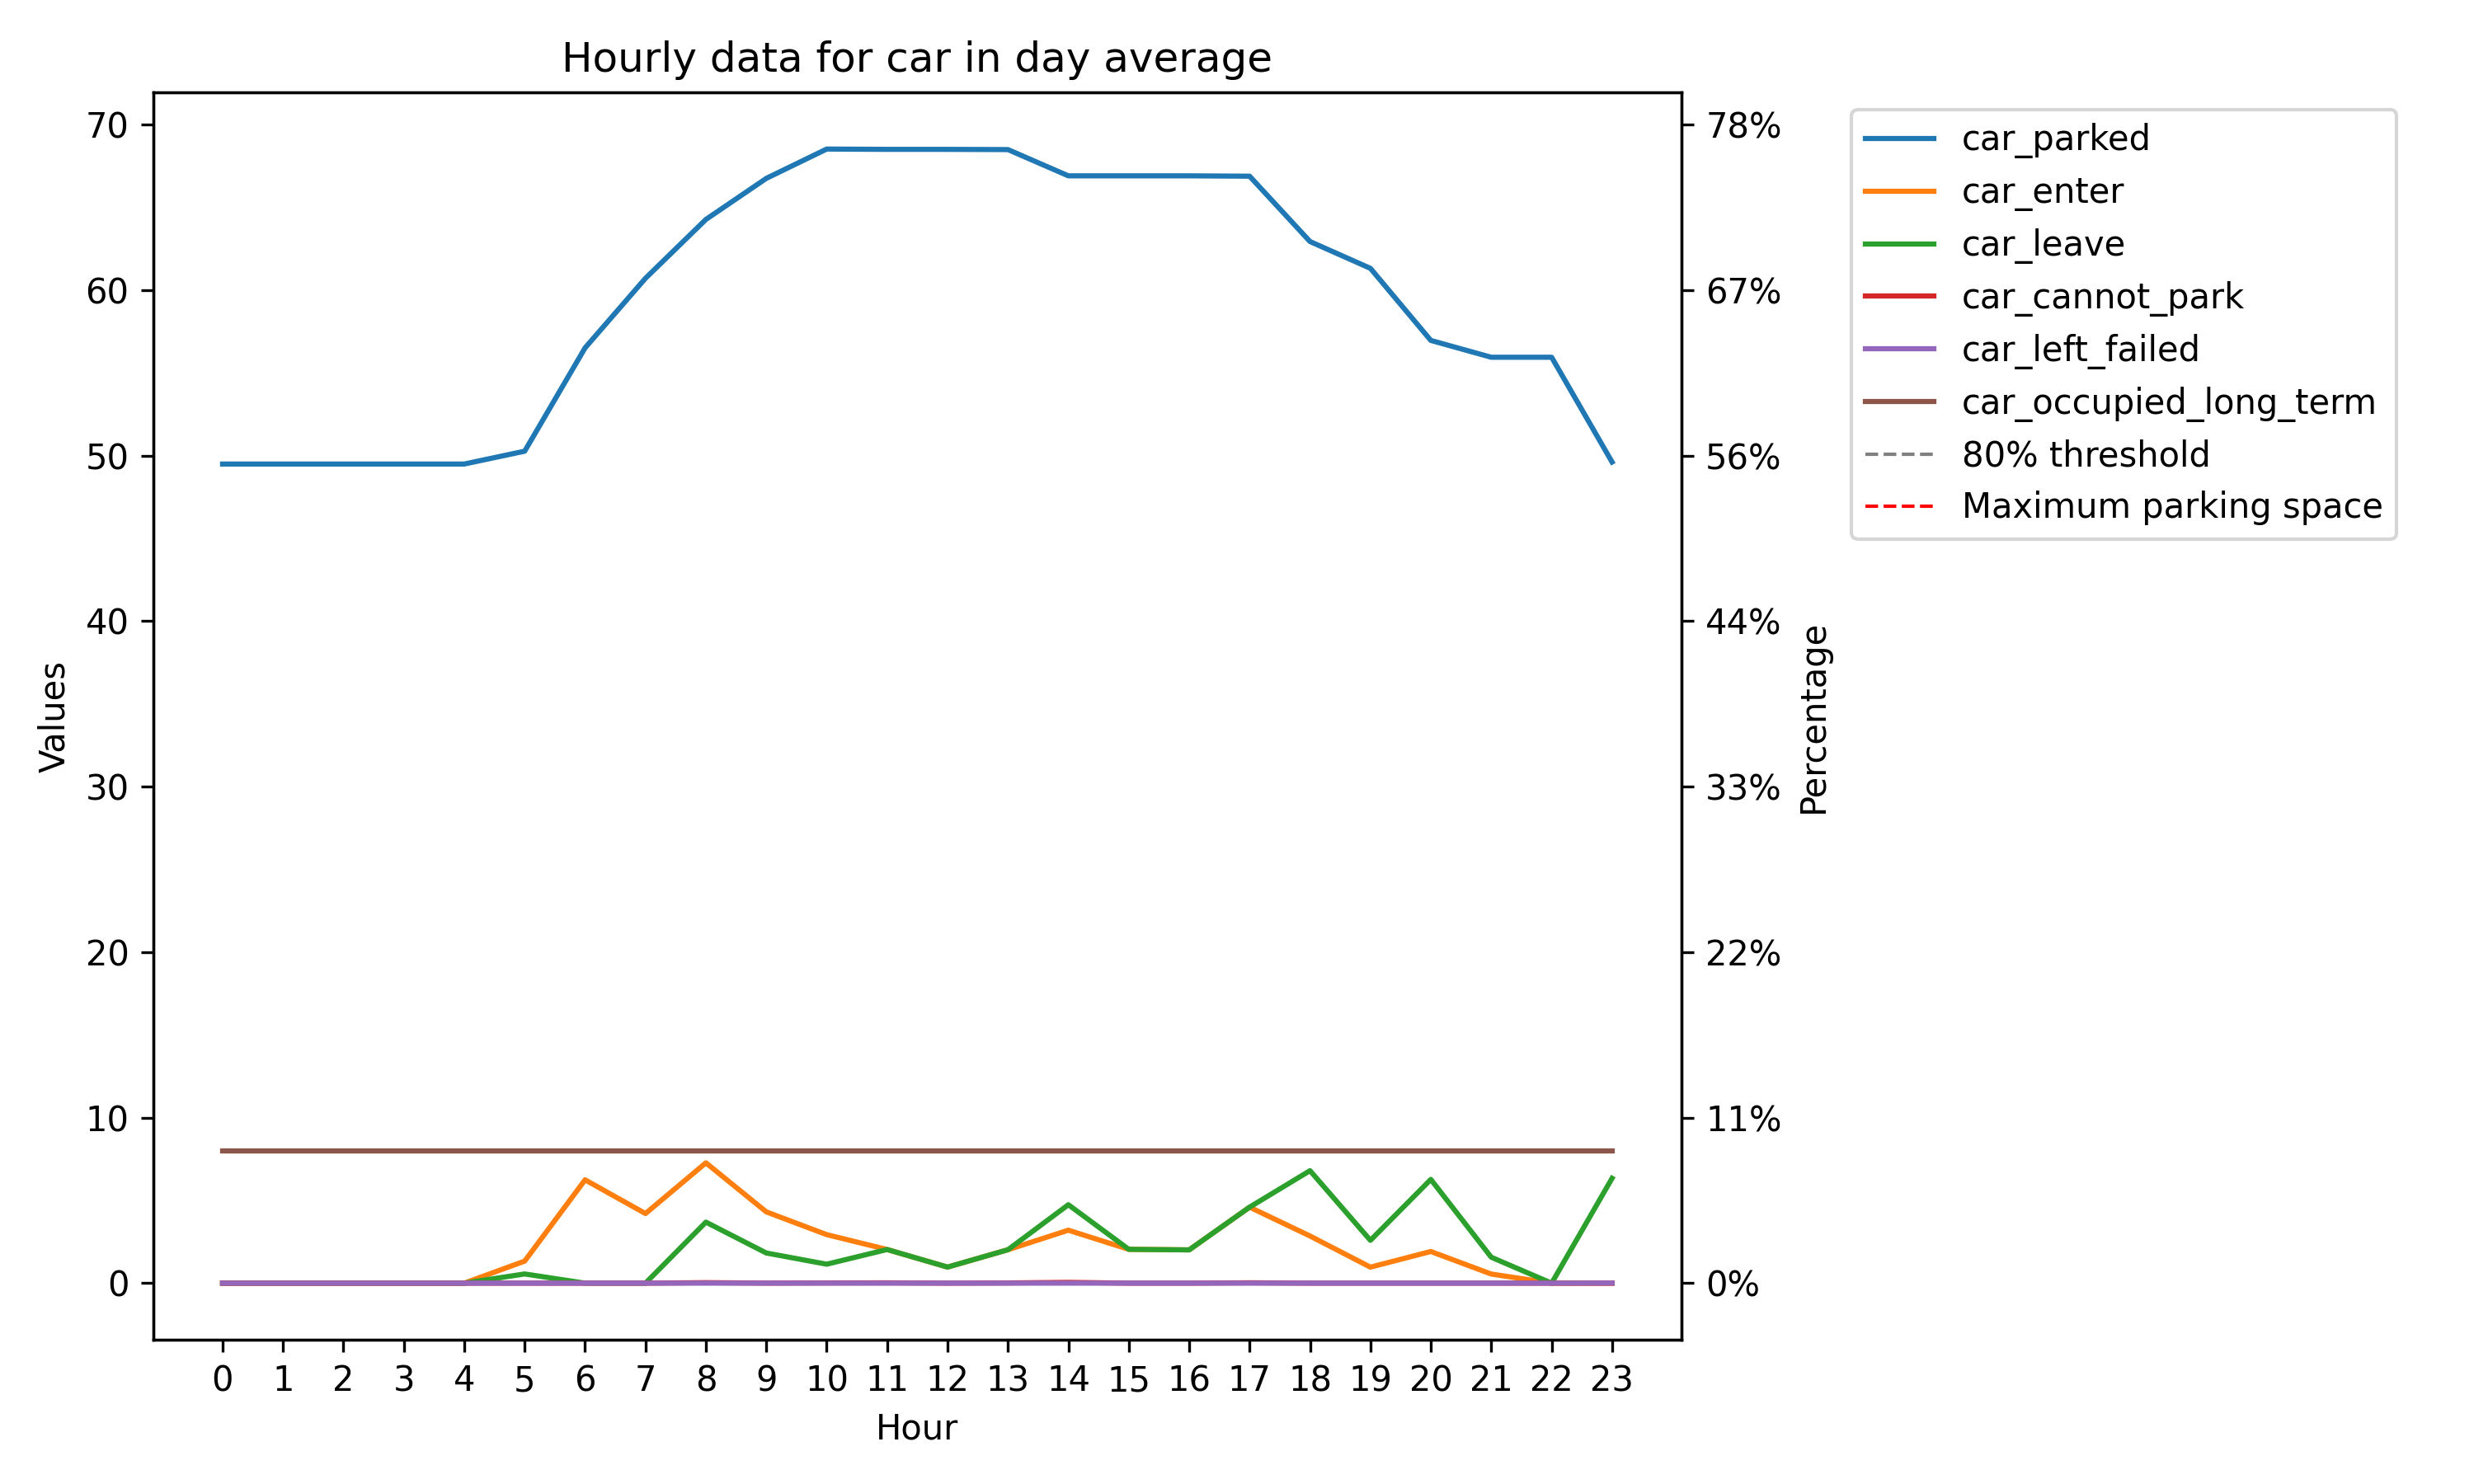 Hourly data for car in day average
70
60
50
40
30
20
10
0
Values
78%
67%
56%
44%
33%
22%
11%
0%
Percentage
0 1 2 3 4 5 6 7 8 9 10 11 12 13 14 15 16 17 18 19 20 21 22 23
Hour
car_parked
car_enter
car_leave
car_cannot_park
car_left_failed
car_occupied_long_term
80% threshold
Maximum parking space